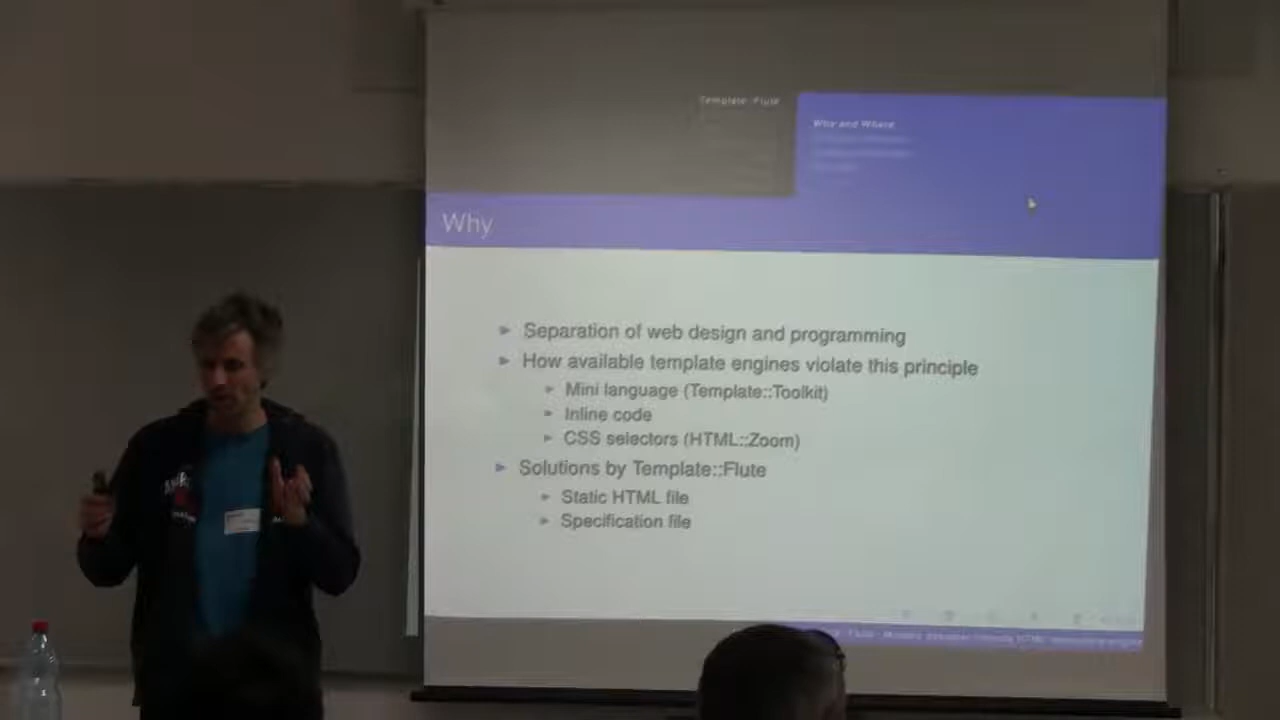 Template::Flute
Why and Where
Why
Separation of web design and programming
How available template engines violate this principle
Mini language (Template::Toolkit)
Inline code
CSS selectors (HTML::Zoom)
Solutions by Template::Flute
Static HTML file
Specification file